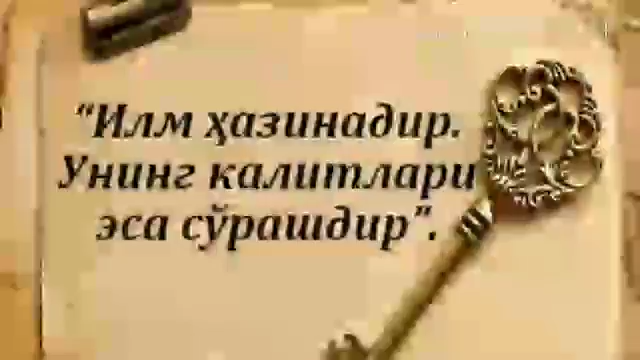 “Илм ҳазинадир.
Унинг калитлари
эса сўрашдир”.